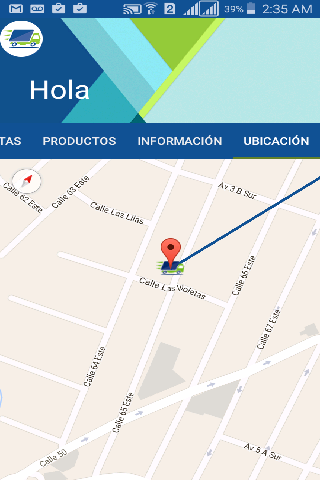 2 39% 2:35 AM
Hola
TAS PRODUCTOS INFORMACIÓN UBICACIÓN
Calle 62 Este
Calle 63 Este
Av 3 B Sur
Calle Las Lilas
Calle 66 Este
Calle Las Violetas
Calle 67 Este
Calle 64 Este
Calle 65 Este
Calle 50
Av 5 A Sur